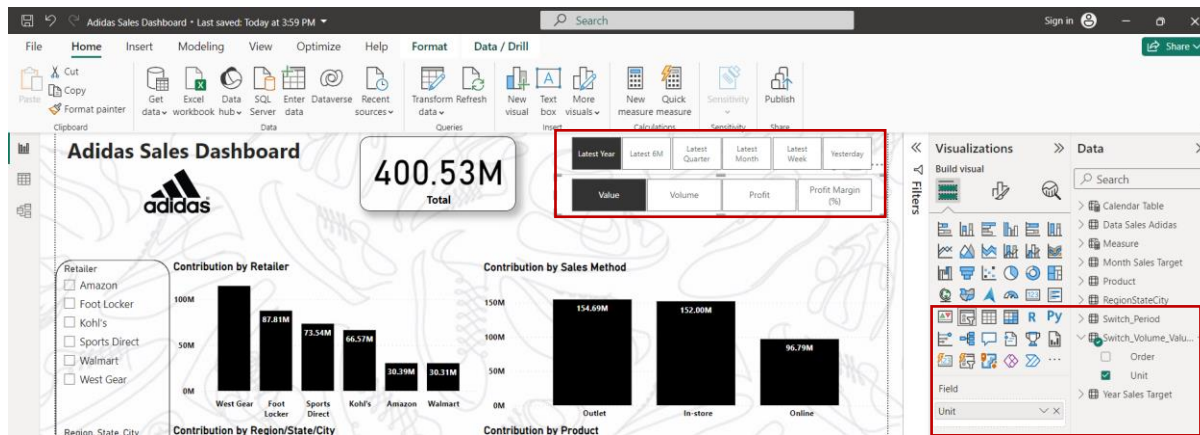 Adidas Sales Dashboard • Last saved: Today at 3:59 PM
Search
Sign in
File Home Insert Modeling View Optimize Help Format Data / Drill
Share
Paste
Cut
Copy
Format painter
Get data
Excel workbook
Data hub
SQL Server
Enter data
Dataverse
Recent sources
Transform data
Refresh
New visual
Text box
More visuals
New measure
Quick measure
Sensitivity
Publish
Clipboard Data Queries Insert Calculations Sensitivity Share
Adidas Sales Dashboard
adidas
400.53M
Total
Latest Year
Latest 6M
Latest Quarter
Latest Month
Latest Week
Yesterday
Value
Volume
Profit
Profit Margin (%)
Retailer
Amazon
Foot Locker
Kohl's
Sports Direct
Walmart
West Gear
Region, State, City
Contribution by Retailer
100M
50M
0M
87.81M
73.54M
66.57M
30.39M
30.31M
West Gear
Foot Locker
Sports Direct
Kohl's
Amazon
Walmart
Contribution by Region/State/City
Contribution by Sales Method
150M
100M
50M
0M
154.69M
152.00M
96.79M
Outlet
In-store
Online
Contribution by Product
Filters
Visualizations
Build visual
R
Py
Field
Unit
Data
Search
Calendar Table
Data Sales Adidas
Measure
Month Sales Target
Product
RegionStateCity
Switch_Period
Switch_Volume_Valu...
Order
Unit
Year Sales Target